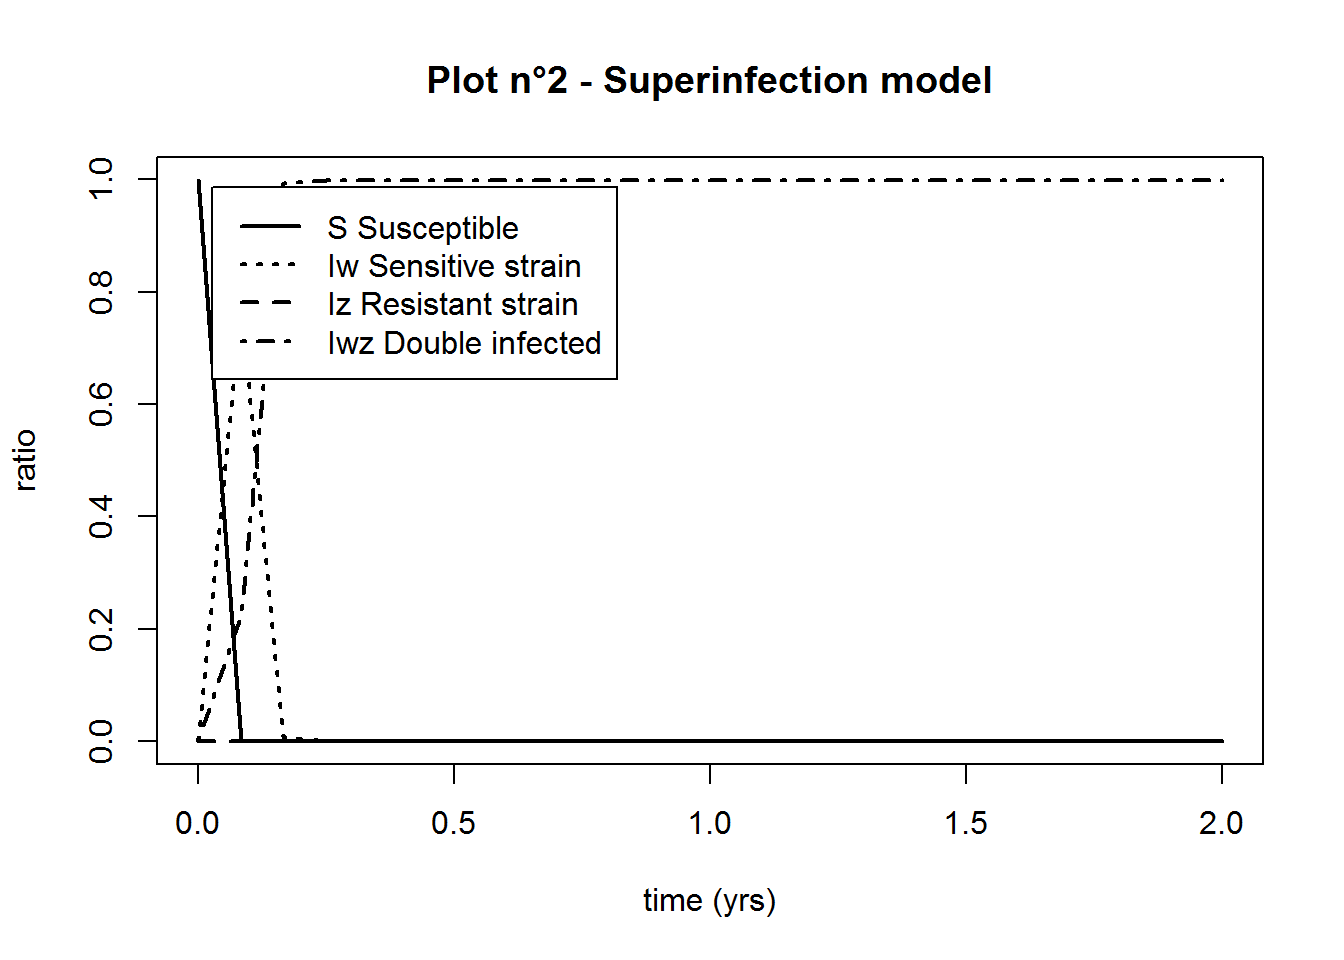 Plot n°2 - Superinfection model
S Susceptible
Iw Sensitive strain
Iz Resistant strain
Iwz Double infected
ratio
1.0
0.8
0.6
0.4
0.2
0.0
0.0 0.5 1.0 1.5 2.0
time (yrs)